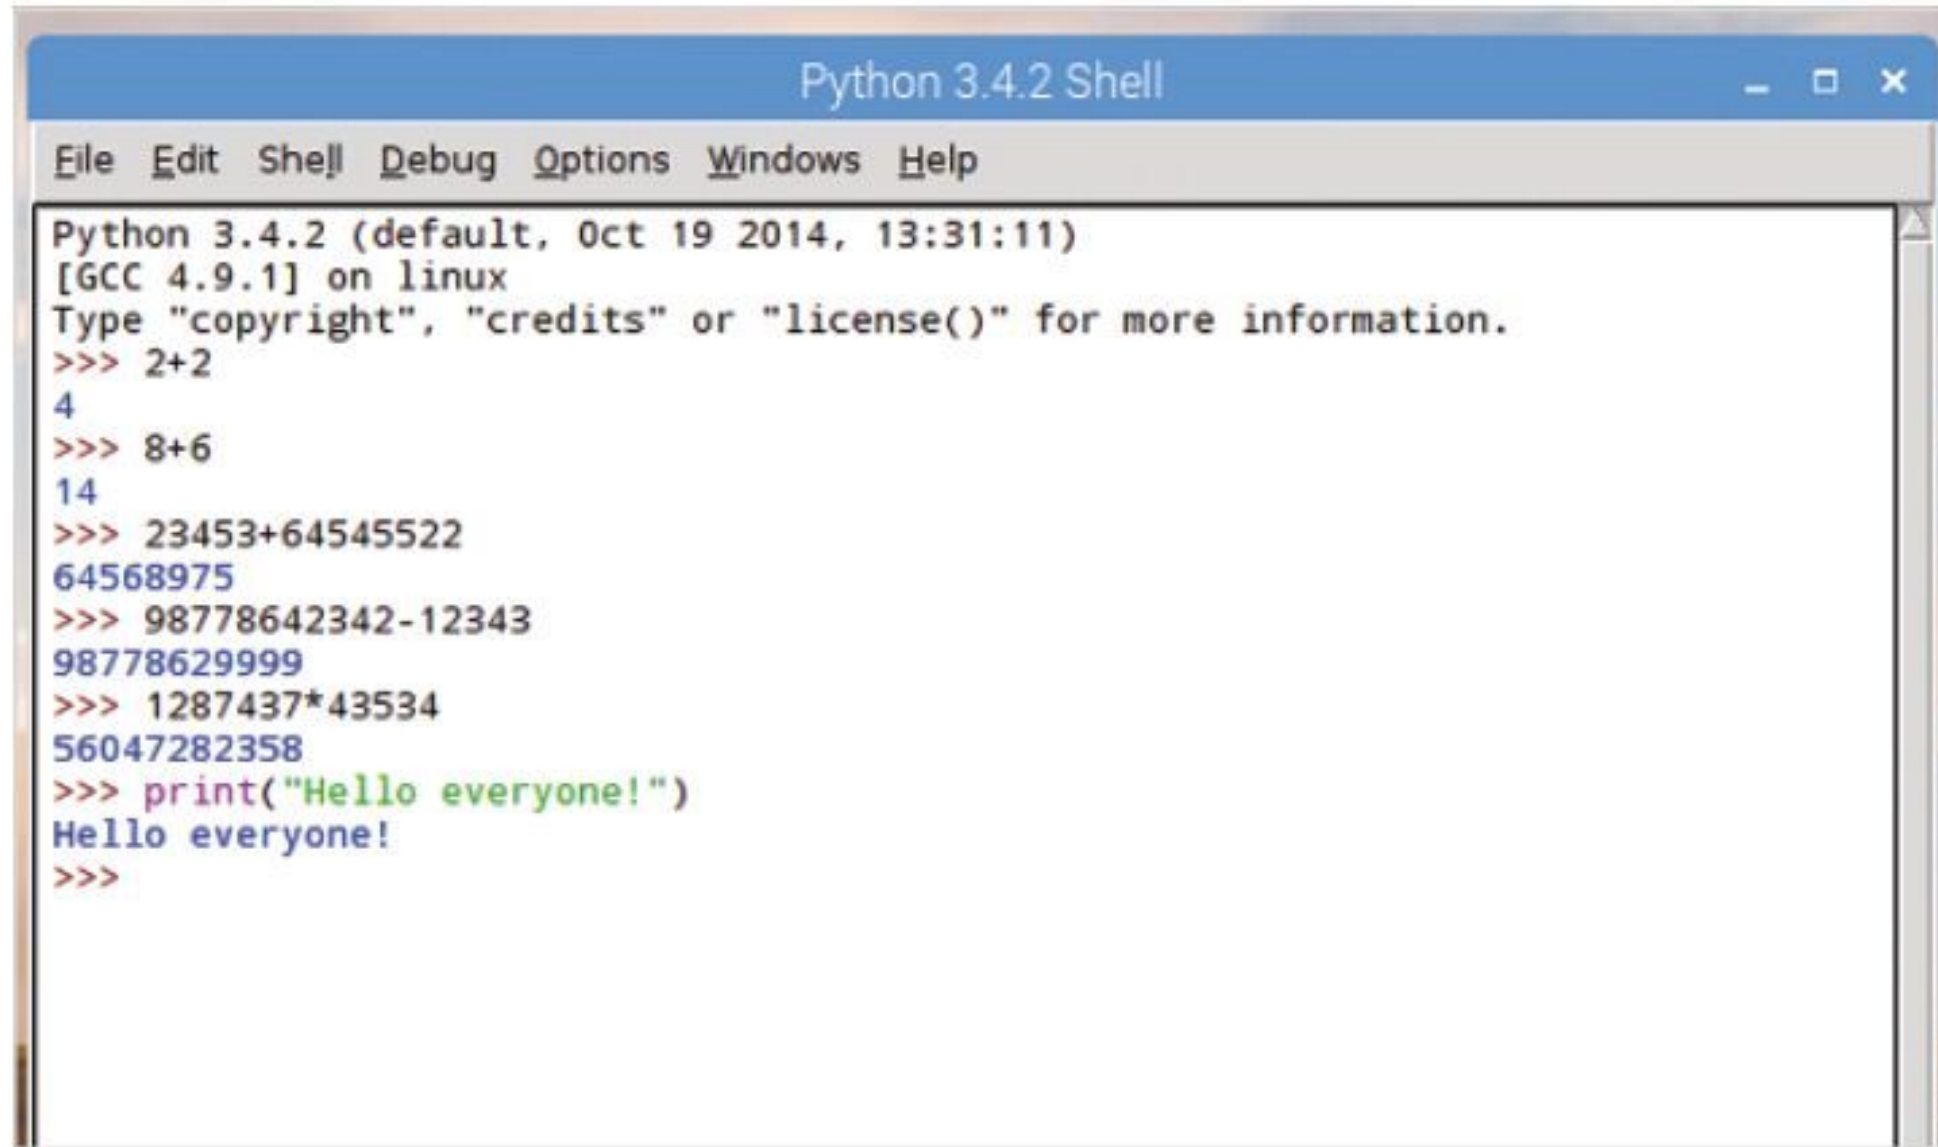 Python 3.4.2 Shell
File Edit Shell Debug Options Windows Help
Python 3.4.2 (default, Oct 19 2014, 13:31:11)
[GCC 4.9.1] on linux
Type "copyright", "credits" or "license()" for more information.
>>> 2+2
4
>>> 8+6
14
>>> 23453+64545522
64568975
>>> 98778642342-12343
98778629999
>>> 1287437*43534
56047282358
>>> print("Hello everyone!")
Hello everyone!
>>>